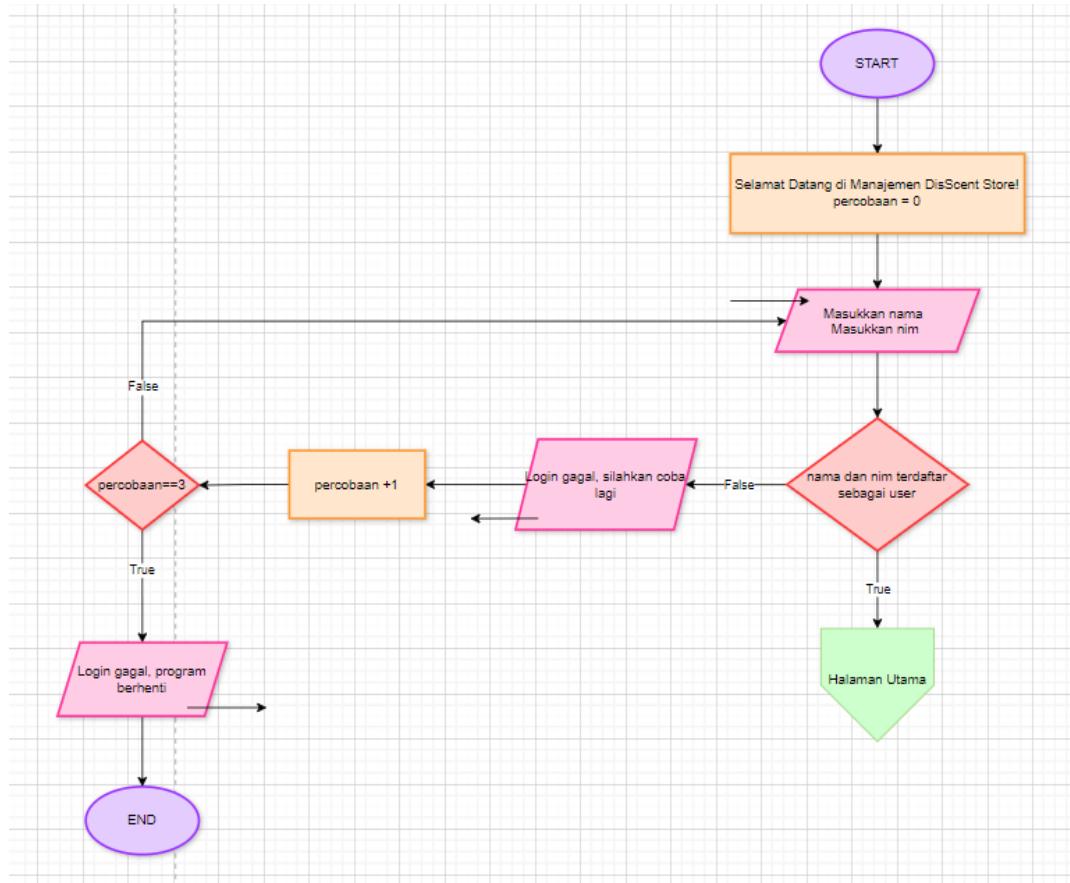 START
Selamat Datang di Manajemen DisScent Store!
percobaan = 0
Masukkan nama
Masukkan nim
nama dan nim terdaftar
sebagai user
False
Login gagal, silahkan coba
lagi
percobaan +1
percobaan==3
False
True
Login gagal, program
berhenti
END
True
Halaman Utama